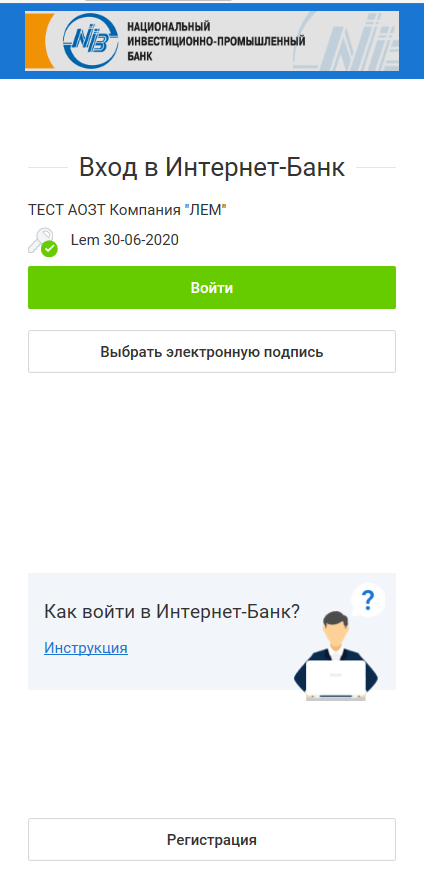 NIB
НАЦИОНАЛЬНЫЙ
ИНВЕСТИЦИОННО-ПРОМЫШЛЕННЫЙ
БАНК
Вход в Интернет-Банк
ТЕСТ АОЗТ Компания "ЛЕМ"
Lem 30-06-2020
Войти
Выбрать электронную подпись
?
Как войти в Интернет-Банк?
Инструкция
Регистрация